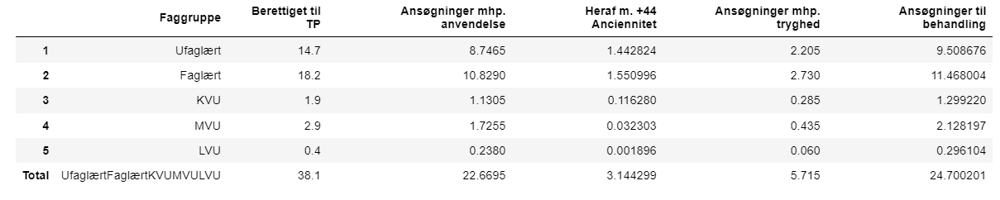 Faggruppe Berettiget til TP Ansøgninger mhp. anvendelse Heraf m. +44 Anciennitet Ansøgninger mhp. tryghed Ansøgninger til behandling
1 Ufaglært 14.7 8.7465 1.442824 2.205 9.508676
2 Faglært 18.2 10.8290 1.550996 2.730 11.468004
3 KVU 1.9 1.1305 0.116280 0.285 1.299220
4 MVU 2.9 1.7255 0.032303 0.435 2.128197
5 LVU 0.4 0.2380 0.001896 0.060 0.296104
Total UfaglærtFaglærtKVUMVULVU 38.1 22.6695 3.144299 5.715 24.700201